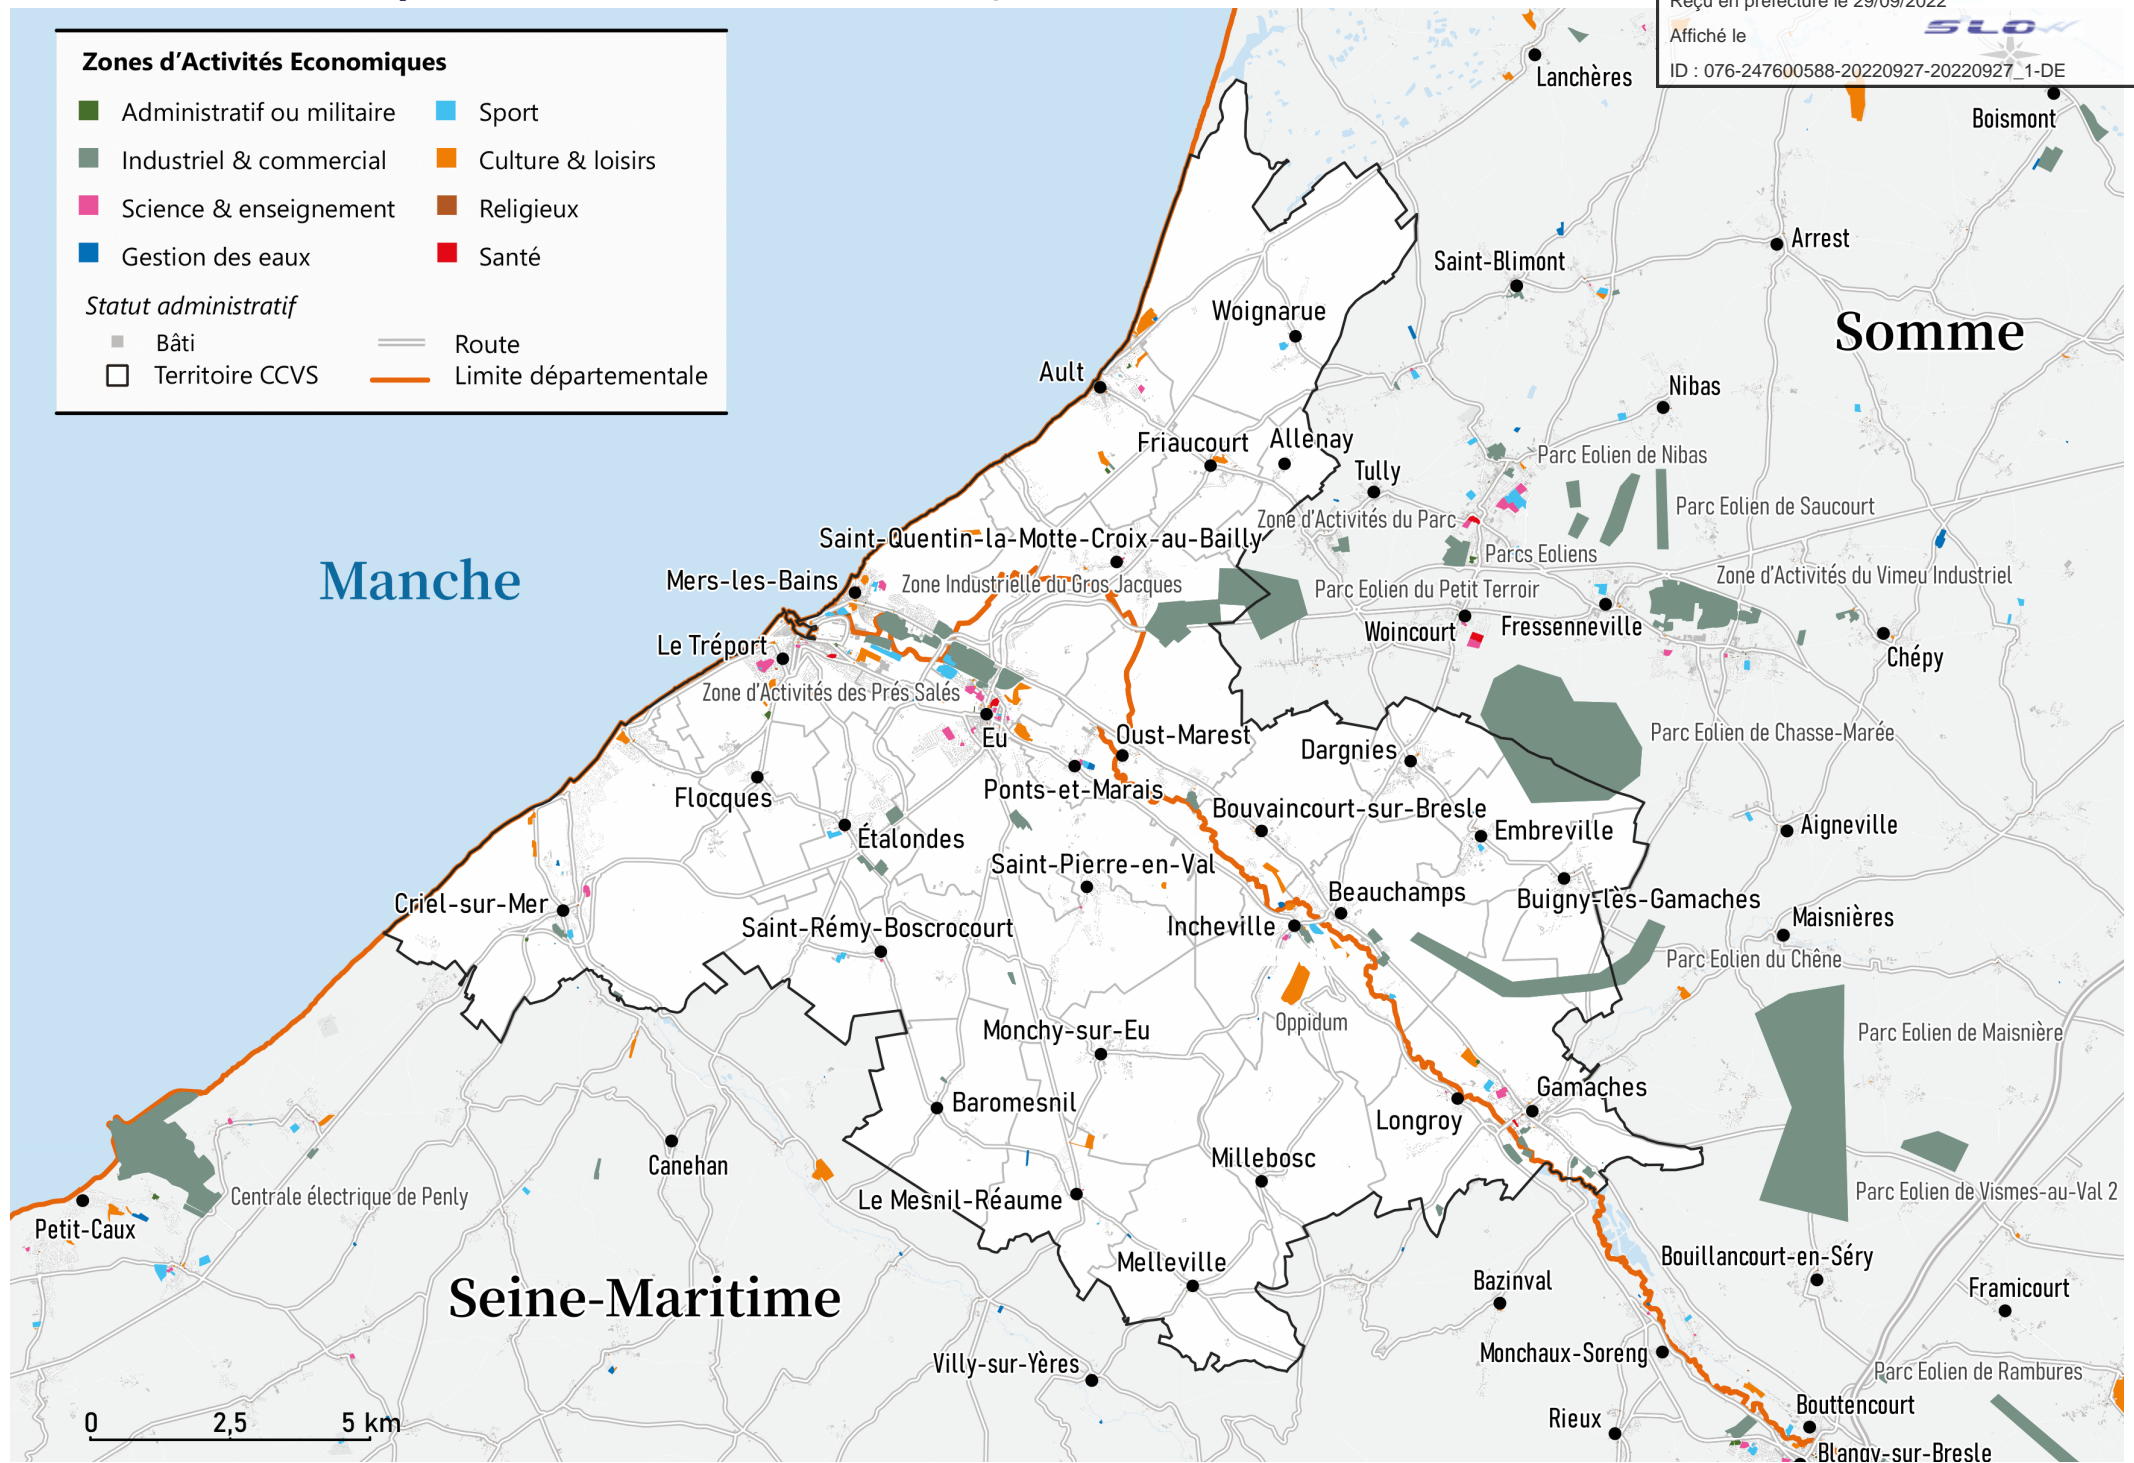 Reçu en préfecture le 29/09/2022
Affiché le
SLOW
ID : 076-247600588-20220927-20220927_1-DE
Zones d'Activités Economiques
Administratif ou militaire
Sport
Industriel & commercial
Culture & loisirs
Science & enseignement
Religieux
Gestion des eaux
Santé
Statut administratif
Bâti
Route
Territoire CCVS
Limite départementale
Lanchères
Boismont
Arrest
Saint-Blimont
Woignarue
Somme
Ault
Nibas
Friaucourt
Allenay
Tully
Parc Eolien de Nibas
Parc Eolien de Saucourt
Zone d'Activités du Parc
Saint-Quentin-la-Motte-Croix-au-Bailly
Parcs Eoliens
Manche
Mers-les-Bains
Zone Industrielle du Gros Jacques
Parc Eolien du Petit Terroir
Zone d'Activités du Vimeu Industriel
Woincourt
Fressenneville
Le Tréport
Chépy
Zone d'Activités des Prés Salés
Eu
Oust-Marest
Dargnies
Parc Eolien de Chasse-Marée
Flocques
Ponts-et-Marais
Bouvaincourt-sur-Bresle
Étalondes
Embreville
Aigneville
Saint-Pierre-en-Val
Criel-sur-Mer
Beauchamps
Buigny-lès-Gamaches
Saint-Rémy-Boscrocourt
Incheville
Maisnières
Parc Eolien du Chêne
Monchy-sur-Eu
Oppidum
Parc Eolien de Maisnière
Baromesnil
Gamaches
Longroy
Canehan
Millebosc
Centrale électrique de Penly
Le Mesnil-Réaume
Parc Eolien de Vismes-au-Val 2
Petit-Caux
Melleville
Bouillancourt-en-Séry
Seine-Maritime
Bazinval
Framicourt
Villy-sur-Yères
Monchaux-Soreng
Parc Eolien de Rambures
Rieux
Bouttencourt
Blangy-sur-Bresle
0 2,5 5 km